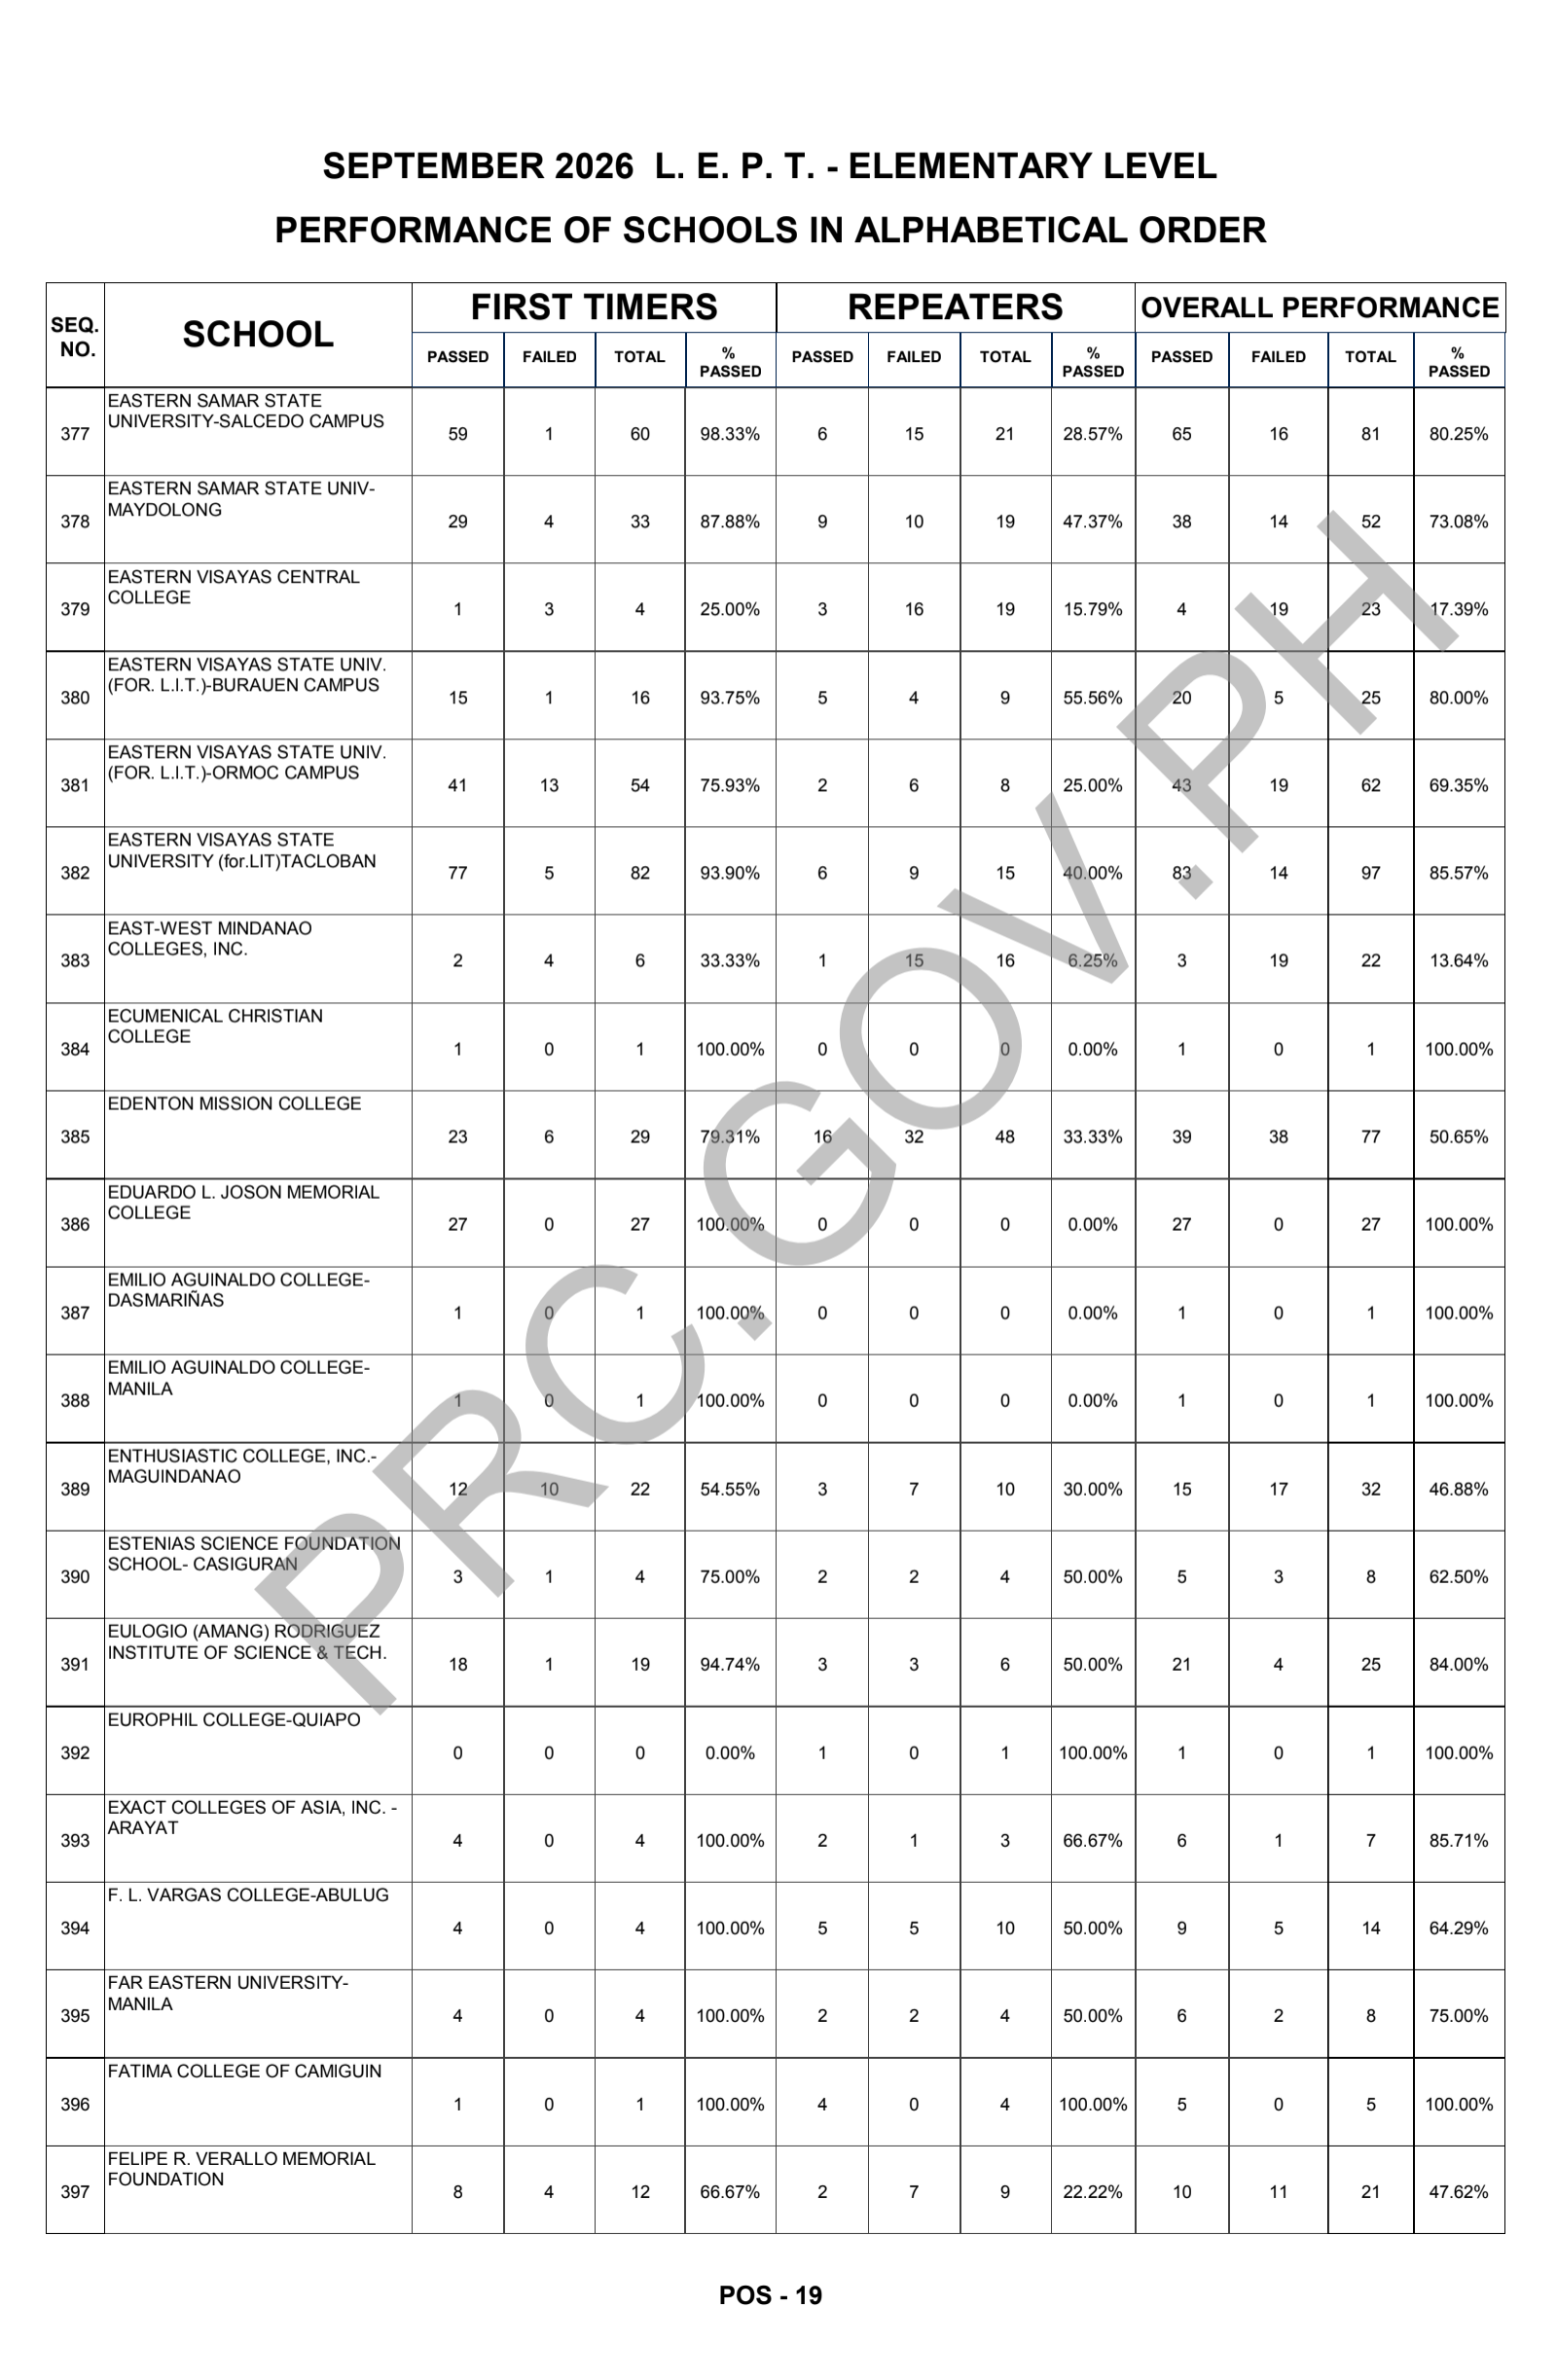 SEPTEMBER 2026 L. E. P. T. - ELEMENTARY LEVEL
PERFORMANCE OF SCHOOLS IN ALPHABETICAL ORDER
SEQ. NO. SCHOOL FIRST TIMERS REPEATERS OVERALL PERFORMANCE
PASSED FAILED TOTAL % PASSED PASSED FAILED TOTAL % PASSED PASSED FAILED TOTAL % PASSED
EASTERN SAMAR STATE
UNIVERSITY-SALCEDO CAMPUS
377 59 1 60 98.33% 6 15 21 28.57% 65 16 81 80.25%
EASTERN SAMAR STATE UNIV-
MAYDOLONG
378 29 4 33 87.88% 9 10 19 47.37% 38 14 52 73.08%
EASTERN VISAYAS CENTRAL
COLLEGE
379 1 3 4 25.00% 3 16 19 15.79% 4 19 23 17.39%
EASTERN VISAYAS STATE UNIV.
(FOR. L.I.T.)-BURAUEN CAMPUS
380 15 1 16 93.75% 5 4 9 55.56% 20 5 25 80.00%
EASTERN VISAYAS STATE UNIV.
(FOR. L.I.T.)-ORMOC CAMPUS
381 41 13 54 75.93% 2 6 8 25.00% 43 19 62 69.35%
EASTERN VISAYAS STATE
UNIVERSITY (for.LIT)TACLOBAN
382 77 5 82 93.90% 6 9 15 40.00% 83 14 97 85.57%
EAST-WEST MINDANAO
COLLEGES, INC.
383 2 4 6 33.33% 1 15 16 6.25% 3 19 22 13.64%
ECUMENICAL CHRISTIAN
COLLEGE
384 1 0 1 100.00% 0 0 0 0.00% 1 0 1 100.00%
EDENTON MISSION COLLEGE
385 23 6 29 79.31% 16 32 48 33.33% 39 38 77 50.65%
EDUARDO L. JOSON MEMORIAL
COLLEGE
386 27 0 27 100.00% 0 0 0 0.00% 27 0 27 100.00%
EMILIO AGUINALDO COLLEGE-
DASMARIÑAS
387 1 0 1 100.00% 0 0 0 0.00% 1 0 1 100.00%
EMILIO AGUINALDO COLLEGE-
MANILA
388 1 0 1 100.00% 0 0 0 0.00% 1 0 1 100.00%
ENTHUSIASTIC COLLEGE, INC.-
MAGUINDANAO
389 12 10 22 54.55% 3 7 10 30.00% 15 17 32 46.88%
ESTENIAS SCIENCE FOUNDATION
SCHOOL- CASIGURAN
390 3 1 4 75.00% 2 2 4 50.00% 5 3 8 62.50%
EULOGIO (AMANG) RODRIGUEZ
INSTITUTE OF SCIENCE & TECH.
391 18 1 19 94.74% 3 3 6 50.00% 21 4 25 84.00%
EUROPHIL COLLEGE-QUIAPO
392 0 0 0 0.00% 1 0 1 100.00% 1 0 1 100.00%
EXACT COLLEGES OF ASIA, INC. -
ARAYAT
393 4 0 4 100.00% 2 1 3 66.67% 6 1 7 85.71%
F. L. VARGAS COLLEGE-ABULUG
394 4 0 4 100.00% 5 5 10 50.00% 9 5 14 64.29%
FAR EASTERN UNIVERSITY-
MANILA
395 4 0 4 100.00% 2 2 4 50.00% 6 2 8 75.00%
FATIMA COLLEGE OF CAMIGUIN
396 1 0 1 100.00% 4 0 4 100.00% 5 0 5 100.00%
FELIPE R. VERALLO MEMORIAL
FOUNDATION
397 8 4 12 66.67% 2 7 9 22.22% 10 11 21 47.62%
PRC.GOV.PH
POS - 19